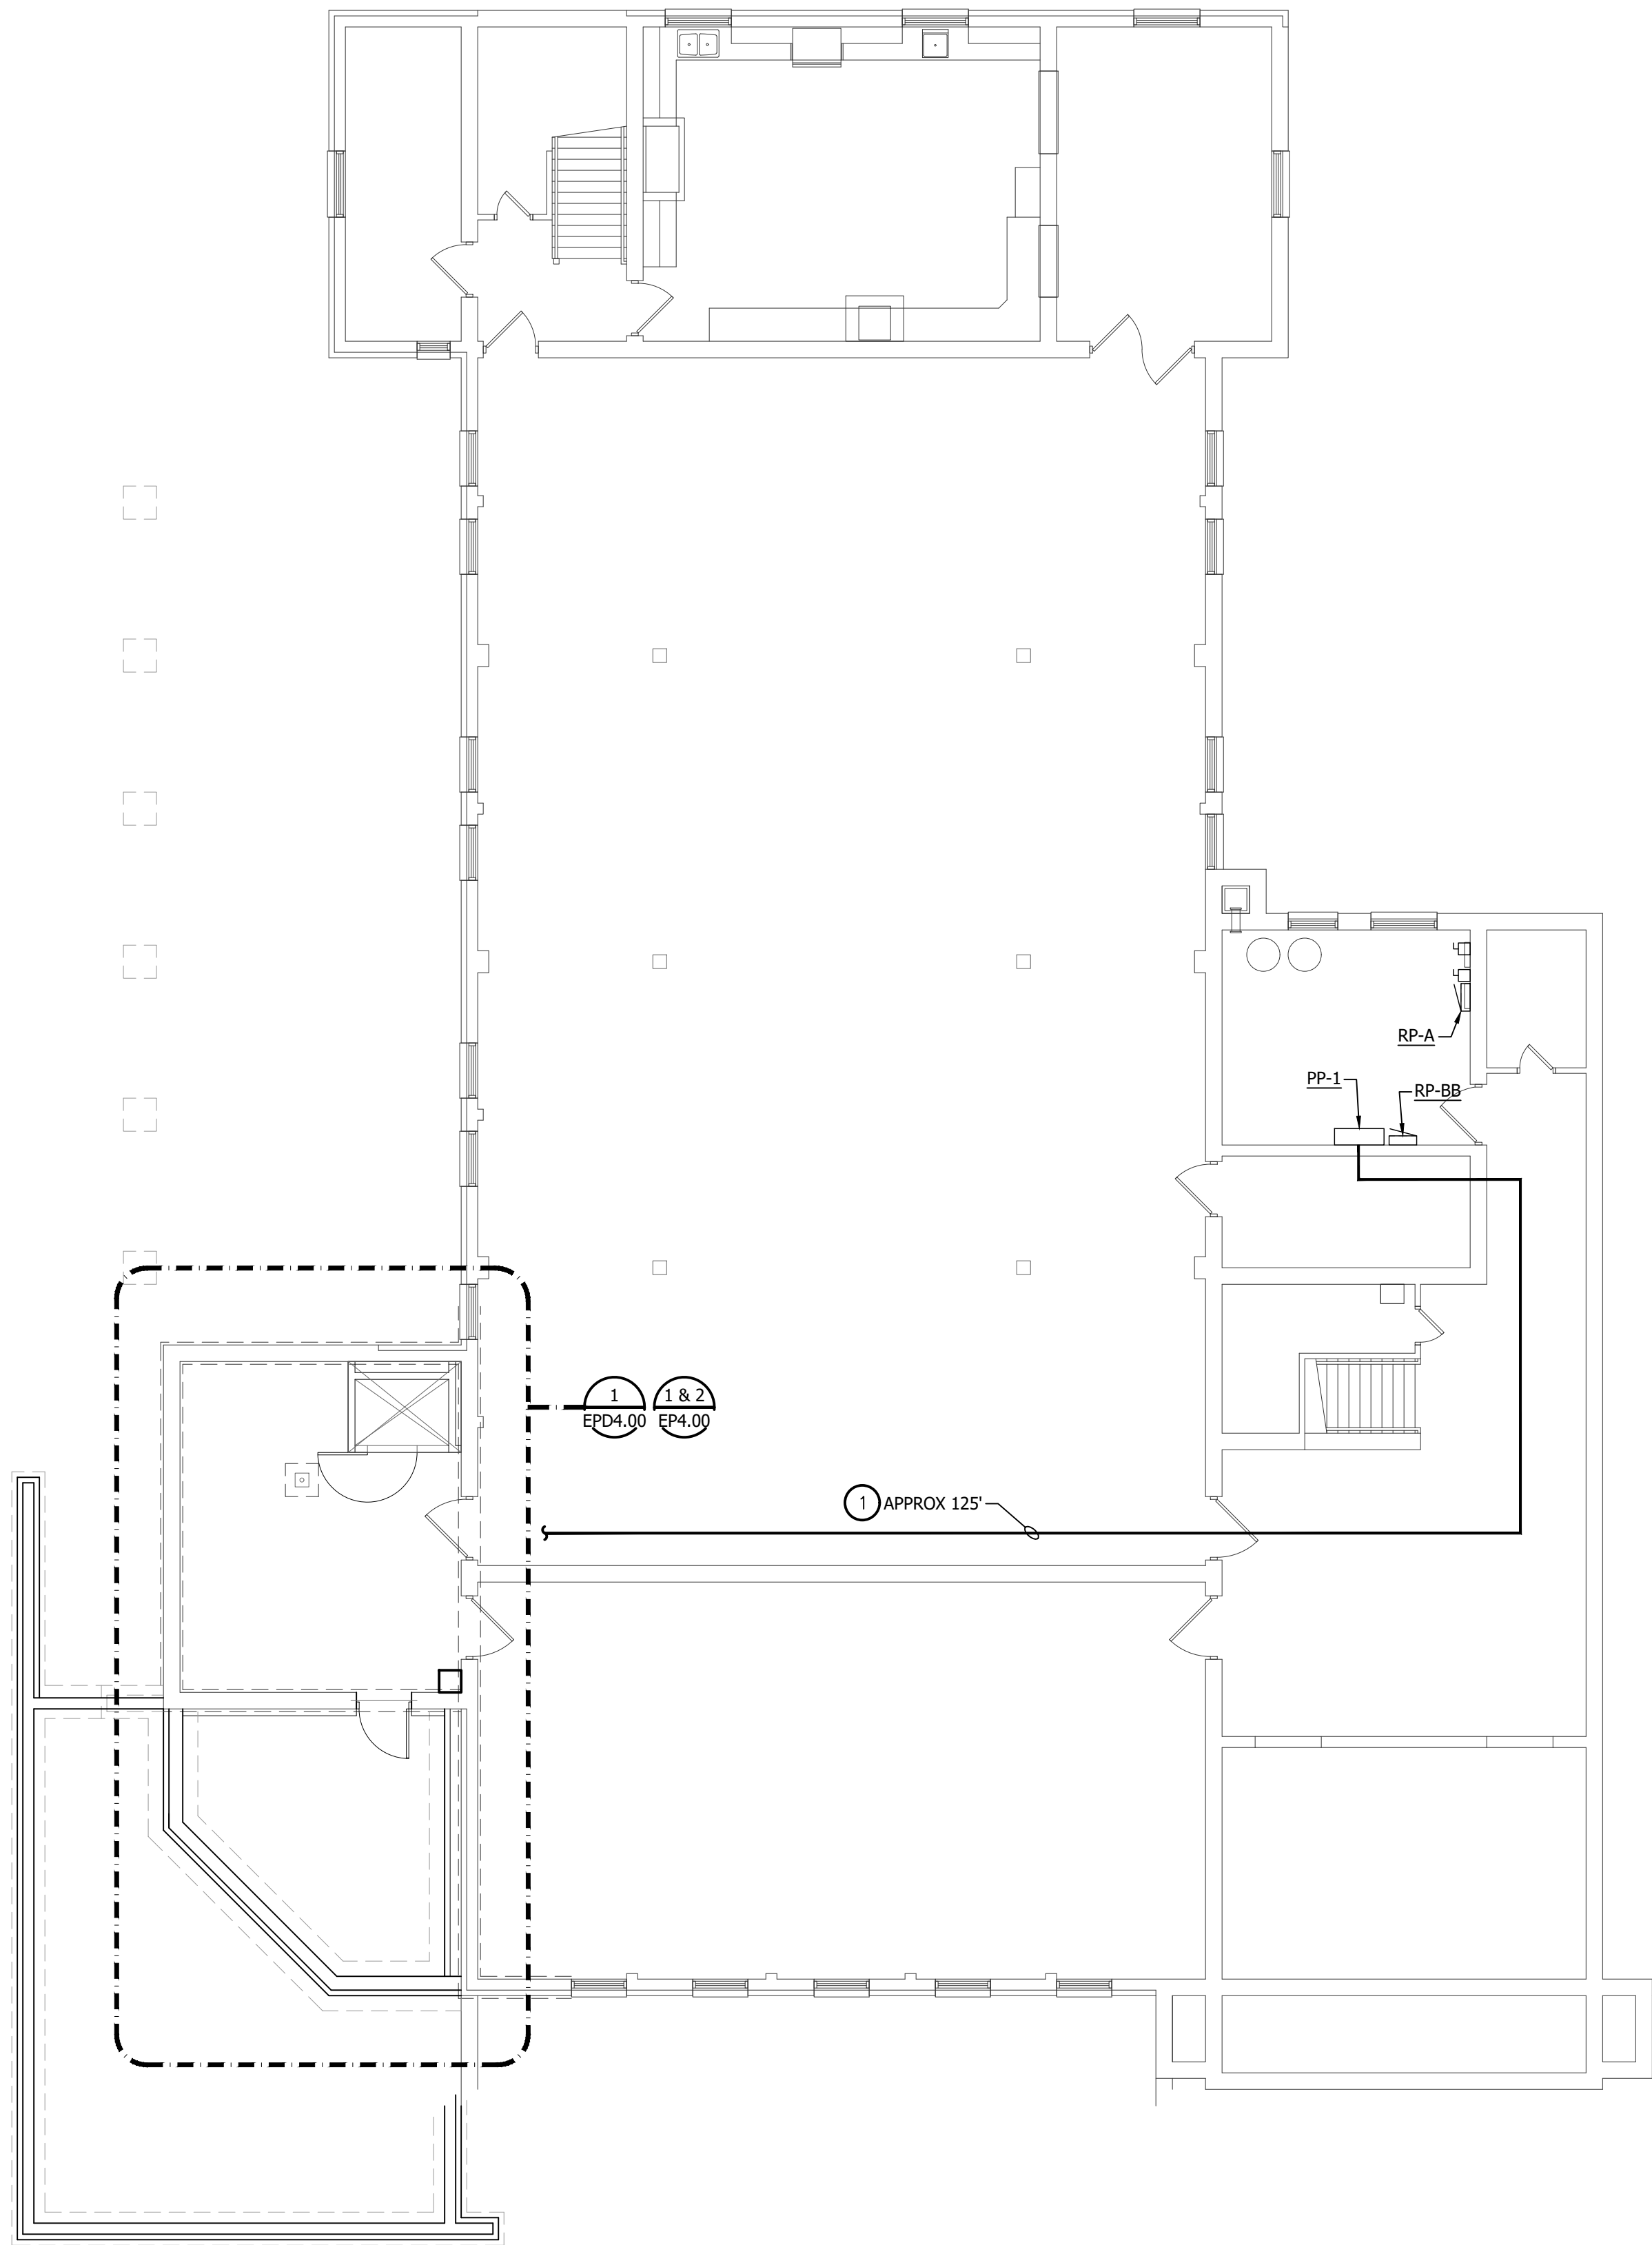 RP-A
PP-1
RP-BB
1
EPD4.00
1 & 2
EP4.00
1 APPROX 125'